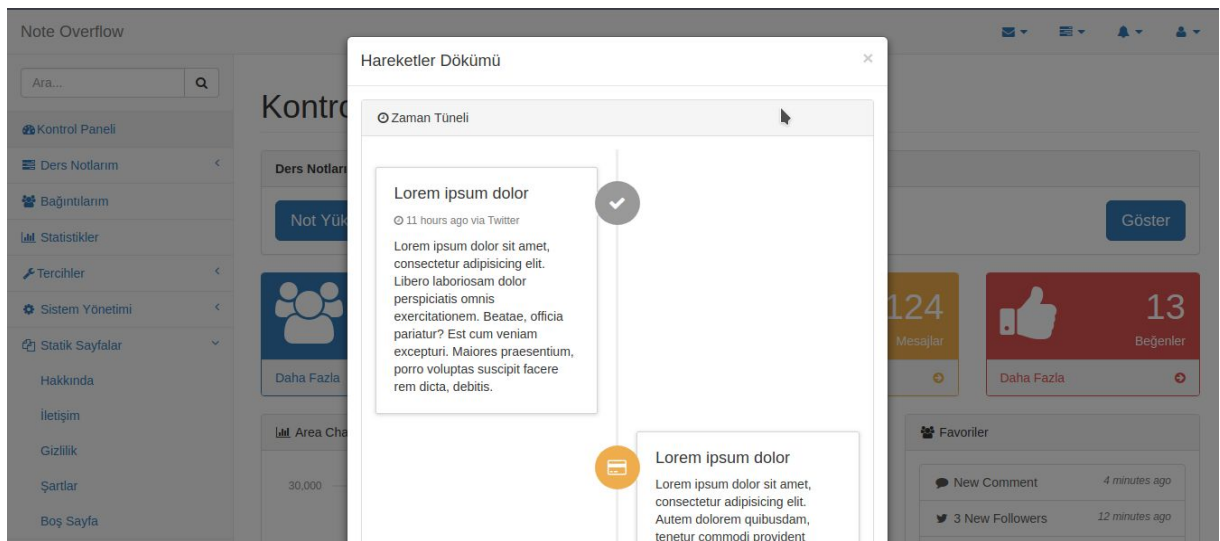 Note Overflow
Ara...
Kontrol Paneli
Ders Notlarım
Bağıntılarım
Statistikler
Tercihler
Sistem Yönetimi
Statik Sayfalar
Hakkında
İletişim
Gizlilik
Şartlar
Boş Sayfa
Kontro
Ders Notları
Not Yük
Göster
Daha Fazla
124
Mesajlar
13
Beğenler
Daha Fazla
Area Cha
30,000
Favoriler
New Comment 4 minutes ago
3 New Followers 12 minutes ago
Hareketler Dökümü ×
Zaman Tüneli
Lorem ipsum dolor
11 hours ago via Twitter
Lorem ipsum dolor sit amet,
consectetur adipisicing elit.
Libero laboriosam dolor
perspiciatis omnis
exercitationem. Beatae, officia
pariatur? Est cum veniam
excepturi. Maiores praesentium,
porro voluptas suscipit facere
rem dicta, debitis.
Lorem ipsum dolor
Lorem ipsum dolor sit amet,
consectetur adipisicing elit.
Autem dolorem quibusdam,
tenetur commodi provident